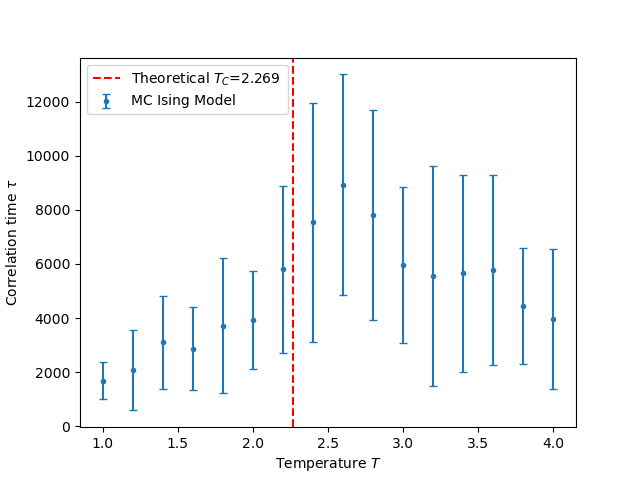 Theoretical $T_C$=2.269
MC Ising Model
12000
10000
8000
6000
4000
2000
0
Correlation time τ
1.0 1.5 2.0 2.5 3.0 3.5 4.0
Temperature T